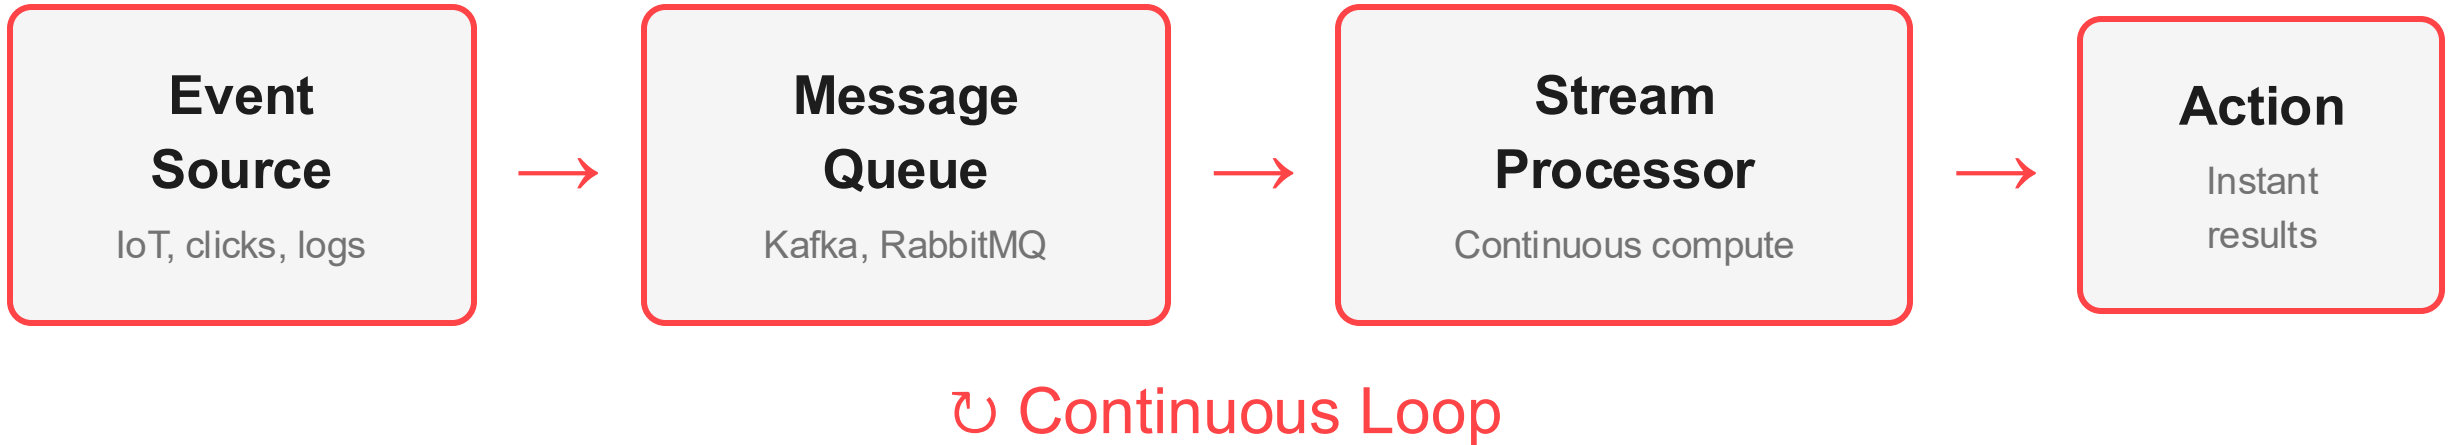 Event
Source
IoT, clicks, logs
→
Message
Queue
Kafka, RabbitMQ
→
Stream
Processor
Continuous compute
→
Action
Instant
results
↻ Continuous Loop